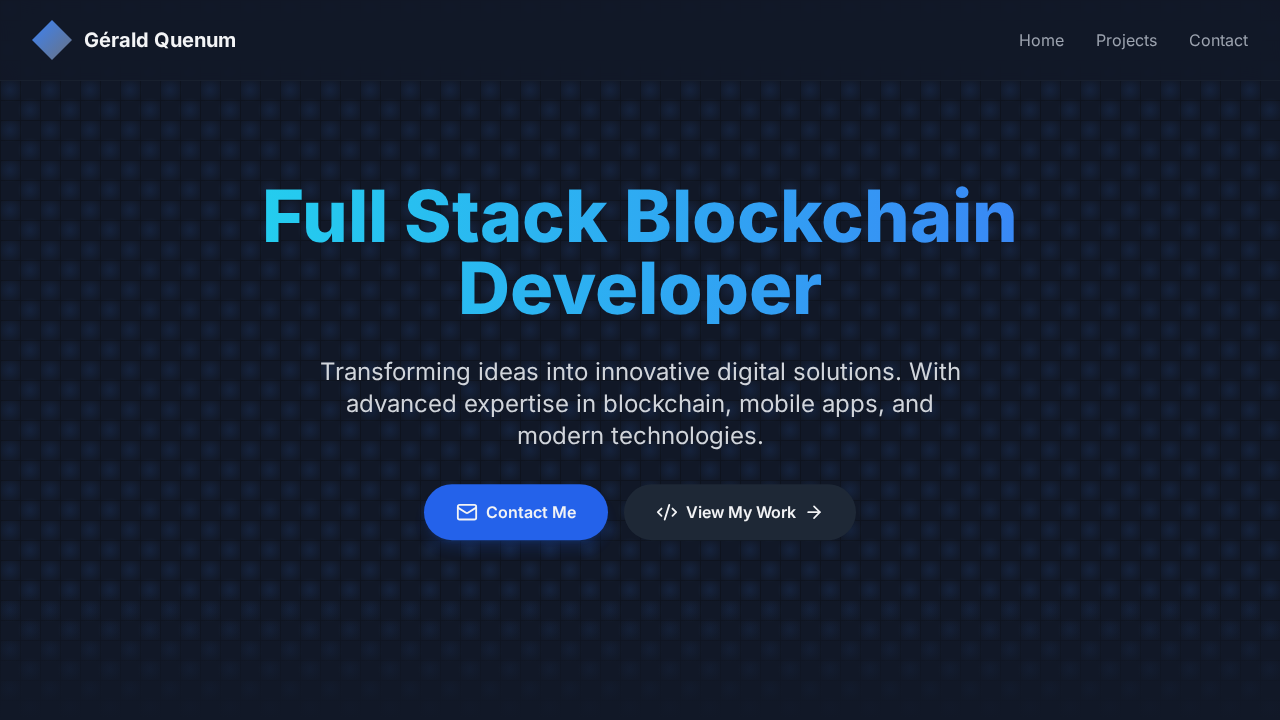 Gérald Quenum
Home
Projects
Contact
Full Stack Blockchain
Developer
Transforming ideas into innovative digital solutions. With
advanced expertise in blockchain, mobile apps, and
modern technologies.
Contact Me
View My Work